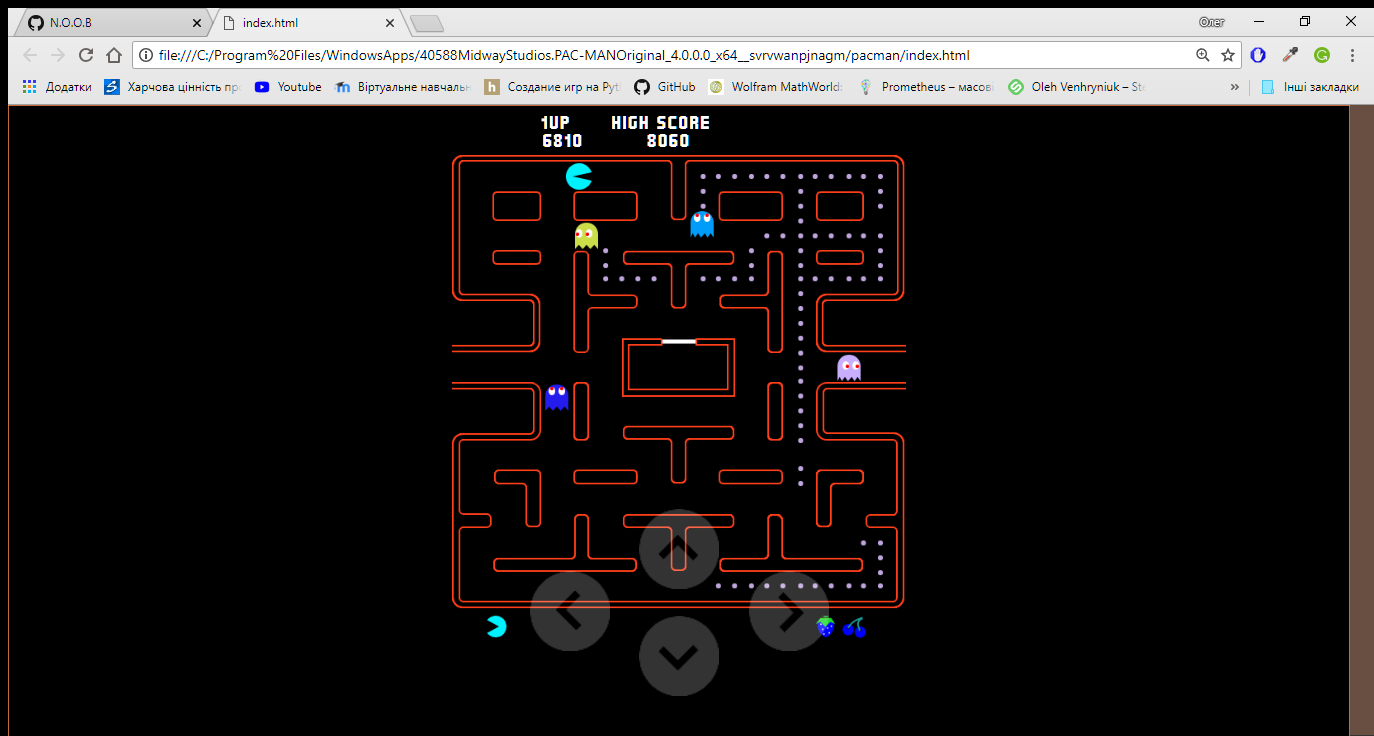 N.O.O.B
index.html
Олег
file:///C:/Program%20Files/WindowsApps/40588MidwayStudios.PAC-MANOriginal_4.0.0.0_x64__svrvwanpjnagm/pacman/index.html
Додатки
Харчова цінність пр
Youtube
Віртуальне навчаль
Создание игр на Pyt
GitHub
Wolfram MathWorld:
Prometheus – масові
Oleh Venhryniuk – St
Інші закладки
1UP HIGH SCORE
6810 8060